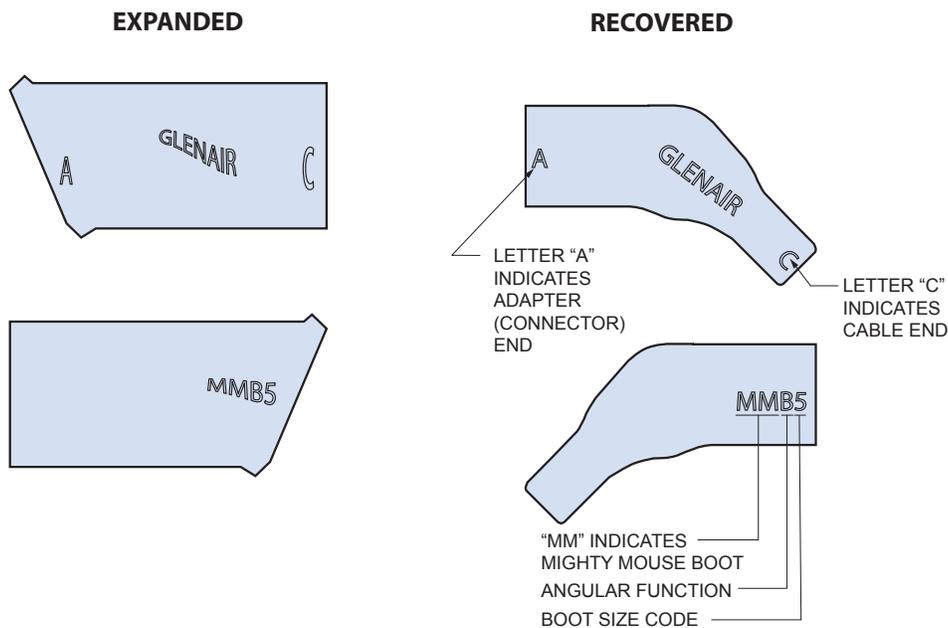 EXPANDED
RECOVERED
A
GLENAIR
C
A
GLENAIR
C
LETTER “A”
INDICATES
ADAPTER
(CONNECTOR)
END
LETTER “C”
INDICATES
CABLE END
MMB5
MMB5
“MM” INDICATES
MIGHTY MOUSE BOOT
ANGULAR FUNCTION
BOOT SIZE CODE